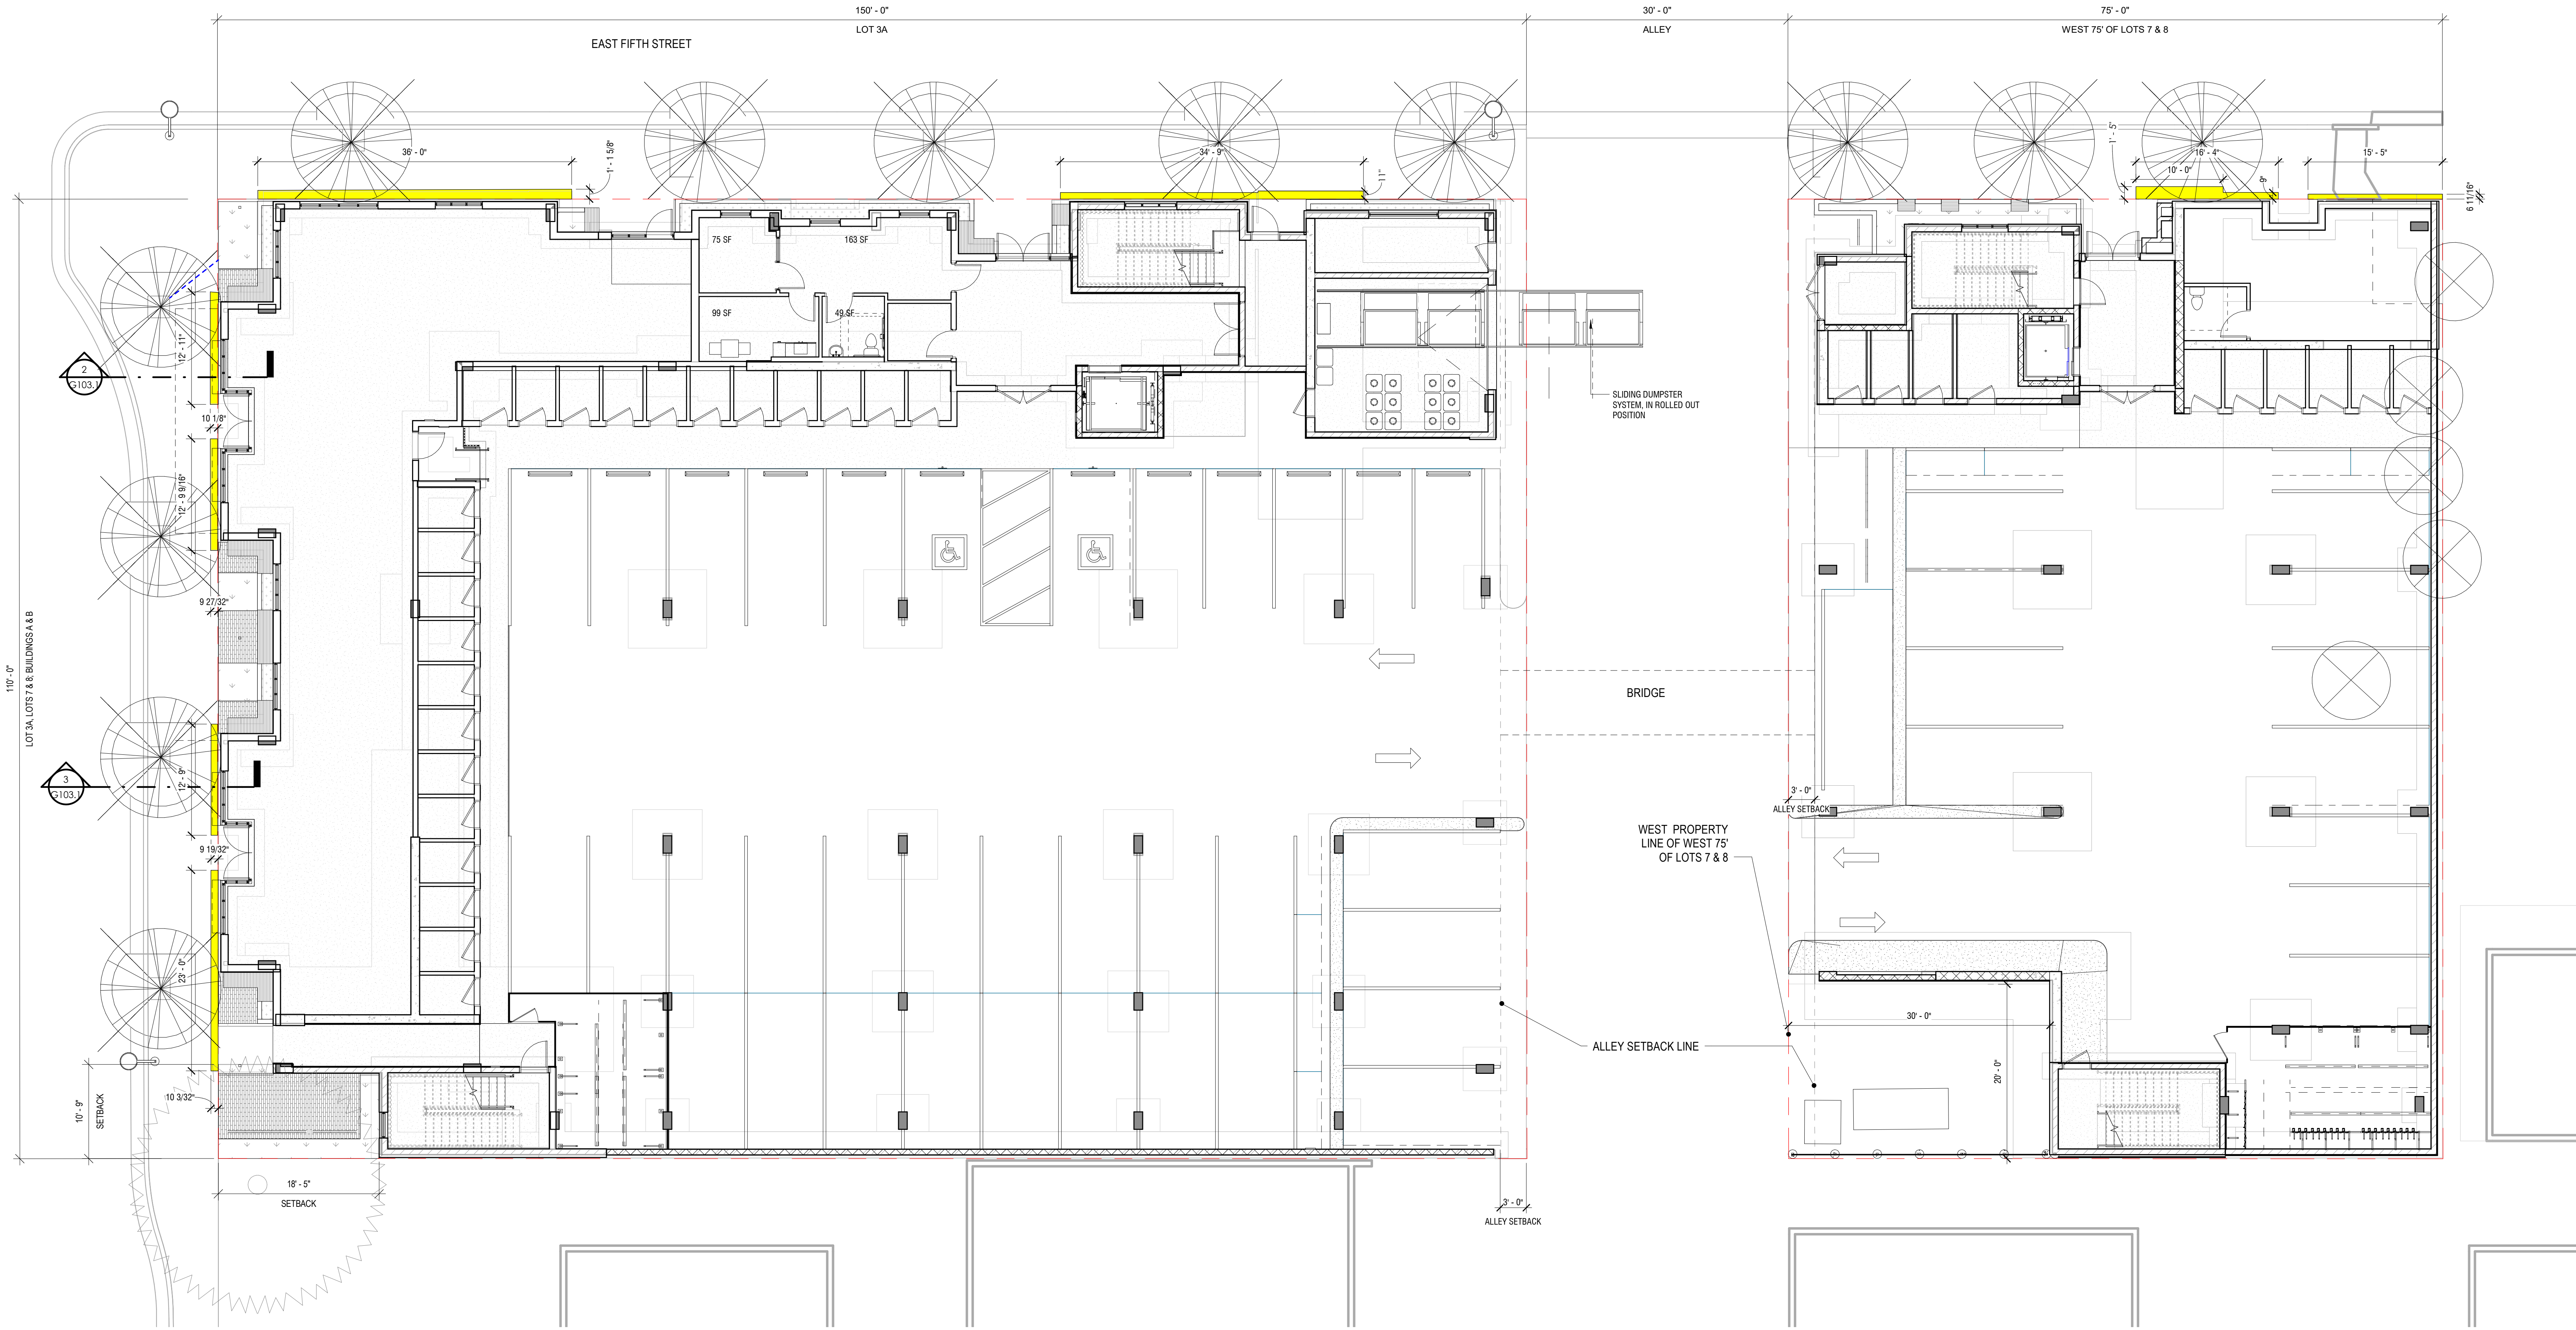 150' - 0"
30' - 0"
75' - 0"
LOT 3A
ALLEY
WEST 75' OF LOTS 7 & 8
EAST FIFTH STREET
36' - 0"
1' - 1 5/8"
34' - 9"
11"
1' - 5"
16' - 4"
10' - 0"
9"
15' - 5"
6 11/16"
75 SF
163 SF
99 SF
49 SF
12' - 11"
2
G103.1
10 1/8"
SLIDING DUMPSTER
SYSTEM, IN ROLLED OUT
POSITION
12' - 9 9/16"
9 27/32"
110' - 0"
LOT 3A, LOTS 7 & 8; BUILDINGS A & B
BRIDGE
3
G103.1
12' - 9"
9 19/32"
3' - 0"
ALLEY SETBACK
WEST PROPERTY
LINE OF WEST 75'
OF LOTS 7 & 8
23' - 0"
30' - 0"
20' - 0"
ALLEY SETBACK LINE
10' - 9"
SETBACK
10 3/32"
18' - 5"
SETBACK
3' - 0"
ALLEY SETBACK